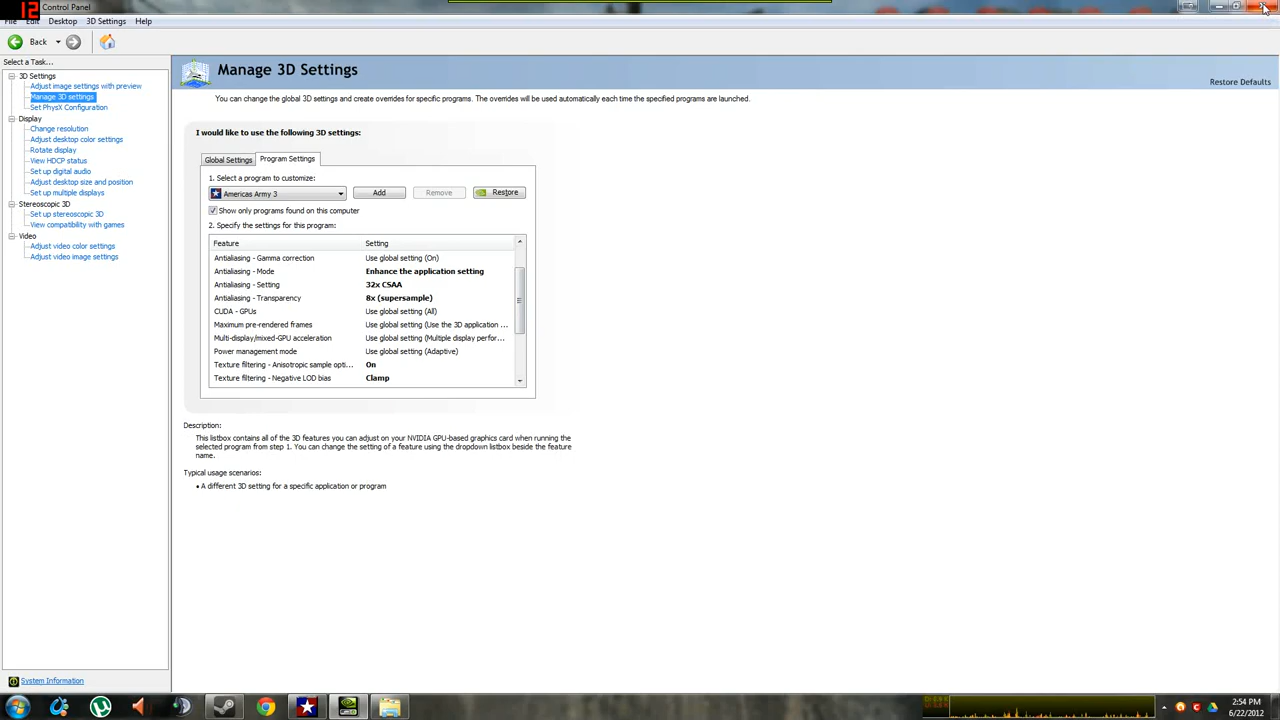 12
Control Panel
File Edit Desktop 3D Settings Help
Back
Select a Task...
3D Settings
Adjust image settings with preview
Manage 3D settings
Set PhysX Configuration
Display
Change resolution
Adjust desktop color settings
Rotate display
View HDCP status
Set up digital audio
Adjust desktop size and position
Set up multiple displays
Stereoscopic 3D
Set up stereoscopic 3D
View compatibility with games
Video
Adjust video color settings
Adjust video image settings
System Information
Manage 3D Settings
Restore Defaults
You can change the global 3D settings and create overrides for specific programs. The overrides will be used automatically each time the specified programs are launched.
I would like to use the following 3D settings:
Global Settings Program Settings
1. Select a program to customize:
Americas Army 3 Add Remove Restore
Show only programs found on this computer
2. Specify the settings for this program:
Feature Setting
Antialiasing - Gamma correction Use global setting (On)
Antialiasing - Mode Enhance the application setting
Antialiasing - Setting 32x CSAA
Antialiasing - Transparency 8x (supersample)
CUDA - GPUs Use global setting (All)
Maximum pre-rendered frames Use global setting (Use the 3D application ...
Multi-display/mixed-GPU acceleration Use global setting (Multiple display perfor...
Power management mode Use global setting (Adaptive)
Texture filtering - Anisotropic sample opti... On
Texture filtering - Negative LOD bias Clamp
Description:
This listbox contains all of the 3D features you can adjust on your NVIDIA GPU-based graphics card when running the
selected program from step 1. You can change the setting of a feature using the dropdown listbox beside the feature
name.
Typical usage scenarios:
• A different 3D setting for a specific application or program
2:54 PM
6/22/2012